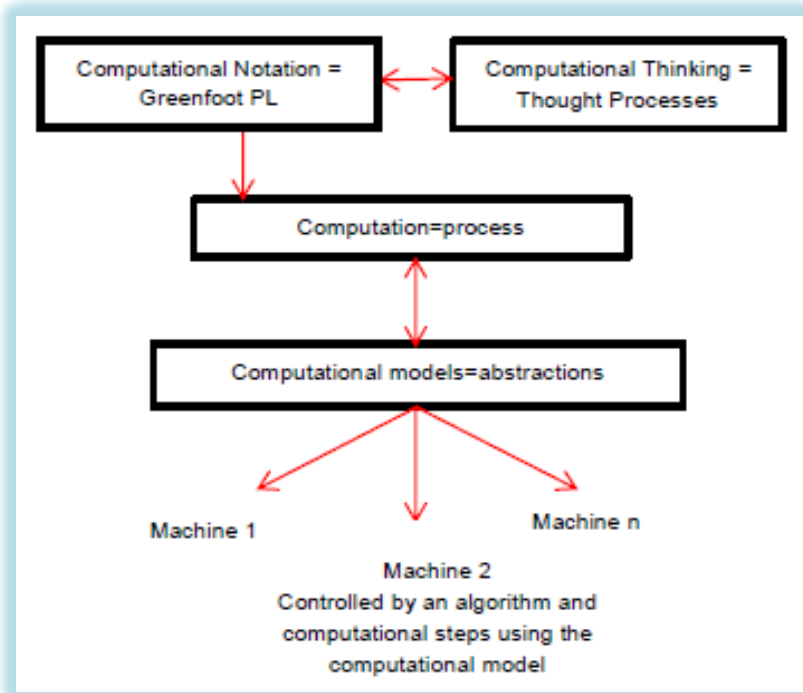 Computational Notation =
Greenfoot PL
Computational Thinking =
Thought Processes
Computation=process
Computational models=abstractions
Machine 1
Machine n
Machine 2
Controlled by an algorithm and
computational steps using the
computational model